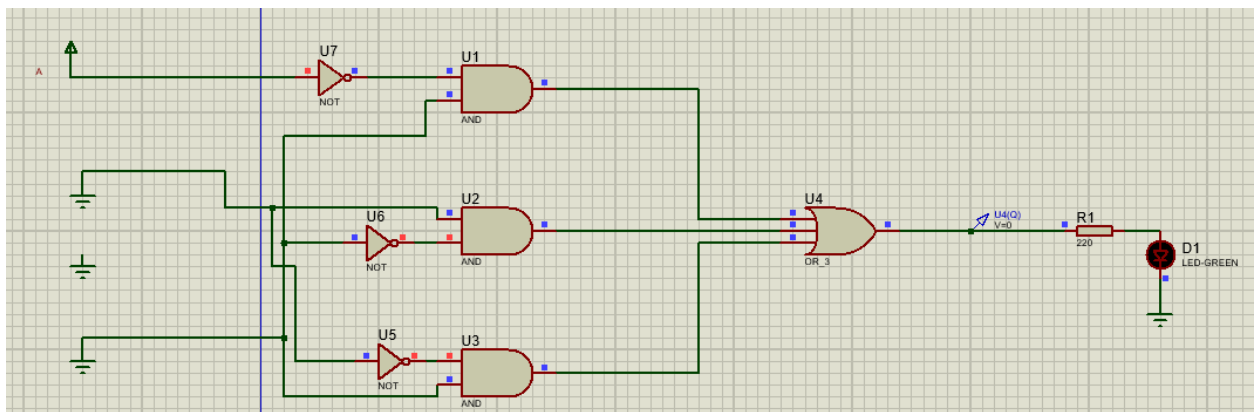 A
U7
NOT
U1
AND
U6
NOT
U2
AND
U5
NOT
U3
AND
U4
OR_3
U4(Q)
V=0
R1
220
D1
LED-GREEN